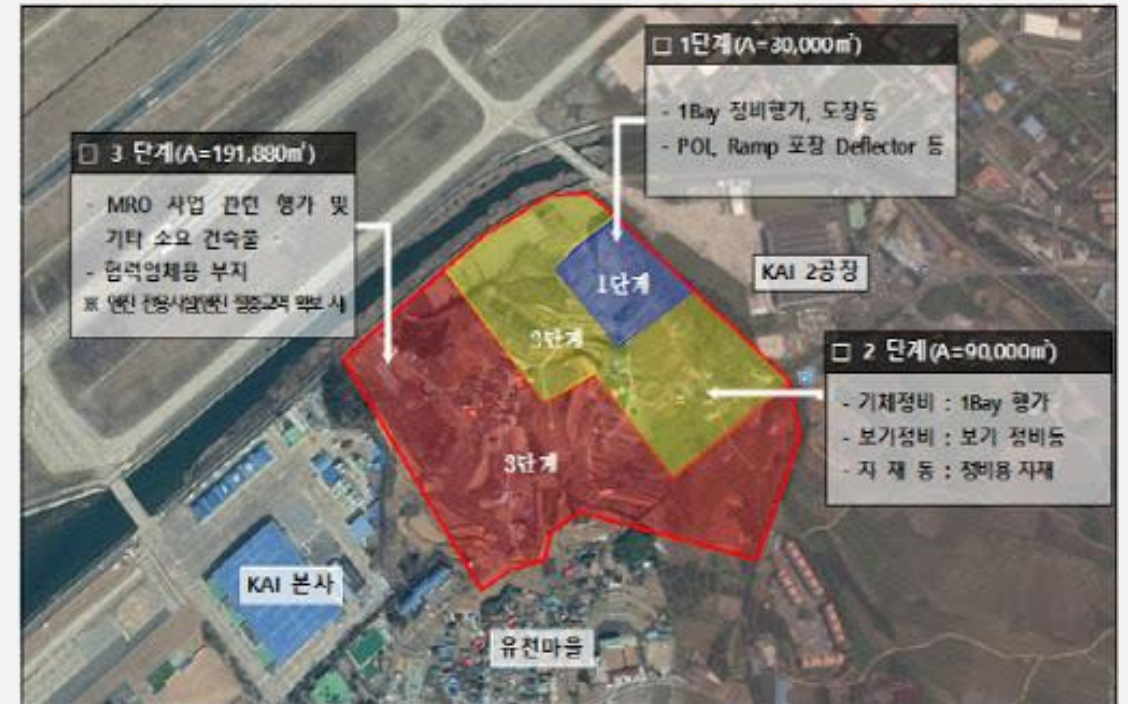 □ 1단계(A=30,000㎡)
- 1Bay 정비행가, 도장동
- POL, Ramp 포장 Deflector 등
□ 3 단계(A=191,880㎡)
- MRO 사업 관련 행가 및
기타 소요 건축물
- 협력업체용 부지
※ 엔진
1단계
KAI 2공장
2단계
□ 2 단계(A=90,000㎡)
- 기체정비 : 1Bay 행가
- 보기정비 : 보기 정비동
- 자 재 동 : 정비용 자재
3단계
KAI 본사
유천마을